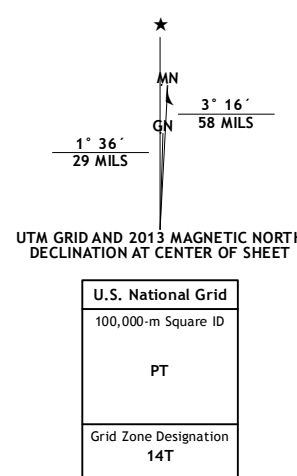 ★
MN
3° 16´
58 MILS
GN
1° 36´
29 MILS
UTM GRID AND 2013 MAGNETIC NORTH
DECLINATION AT CENTER OF SHEET
U.S. National Grid
100,000-m Square ID
PT
Grid Zone Designation
14T